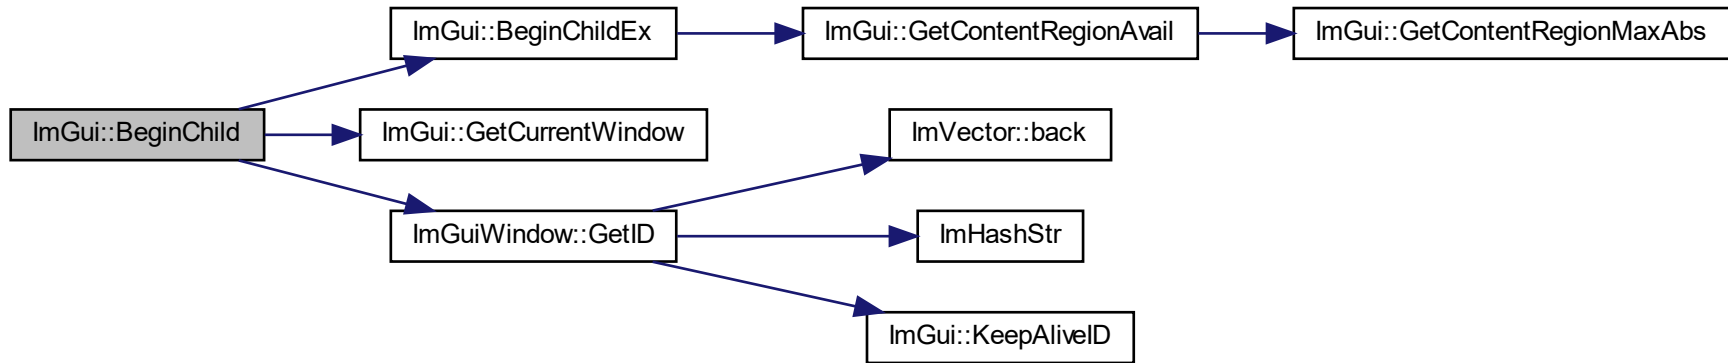 ImGui::BeginChildEx
ImGui::GetContentRegionAvail
ImGui::GetContentRegionMaxAbs
ImGui::BeginChild
ImGui::GetCurrentWindow
ImVector::back
ImGuiWindow::GetID
ImHashStr
ImGui::KeepAliveID